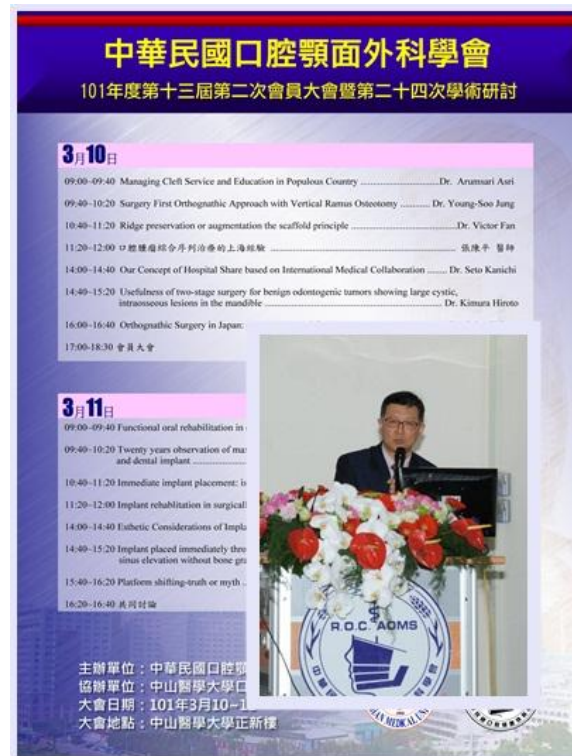 中華民國口腔顎面外科學會
101年度第十三屆第二次會員大會暨第二十四次學術研討
3月10日
09:00~09:40 Managing Cleft Service and Education in Populous Country ........ Dr. Arumsari Asri
09:40~10:20 Surgery First Orthognathic Approach with Vertical Ramus Osteotomy ........ Dr. Young-Soo Jung
10:40~11:20 Ridge preservation or augmentation the scaffold principle ........ Dr. Victor Fan
11:20~12:00 口腔腫瘤綜合序列治療的上海經驗 ........ 張陳平 醫師
14:00~14:40 Our Concept of Hospital Share based on International Medical Collaboration ........ Dr. Seto Kanichi
14:40~15:20 Usefulness of two-stage surgery for benign odontogenic tumors showing large cystic,
intraosseous lesions in the mandible ........ Dr. Kimura Hiroto
16:00~16:40 Orthognathic Surgery in Japan:
17:00~18:30 會員大會
3月11日
09:00~09:40 Functional oral rehabilitation in
09:40~10:20 Twenty years observation of
and dental implant ........
10:40~11:20 Immediate implant placement:
11:20~12:00 Implant rehabilitation in
14:00~14:40 Esthetic Considerations of
14:40~15:20 Implant placed immediately
sinus elevation without bone
15:40~16:20 Platform shifting-truth or myth ..
16:20~16:40 共同討論
R.O.C. AOMS
主辦單位：中華民國口腔
協辦單位：中山醫學大學
大會日期：101年3月10~
大會地點：中山醫學大學正新樓